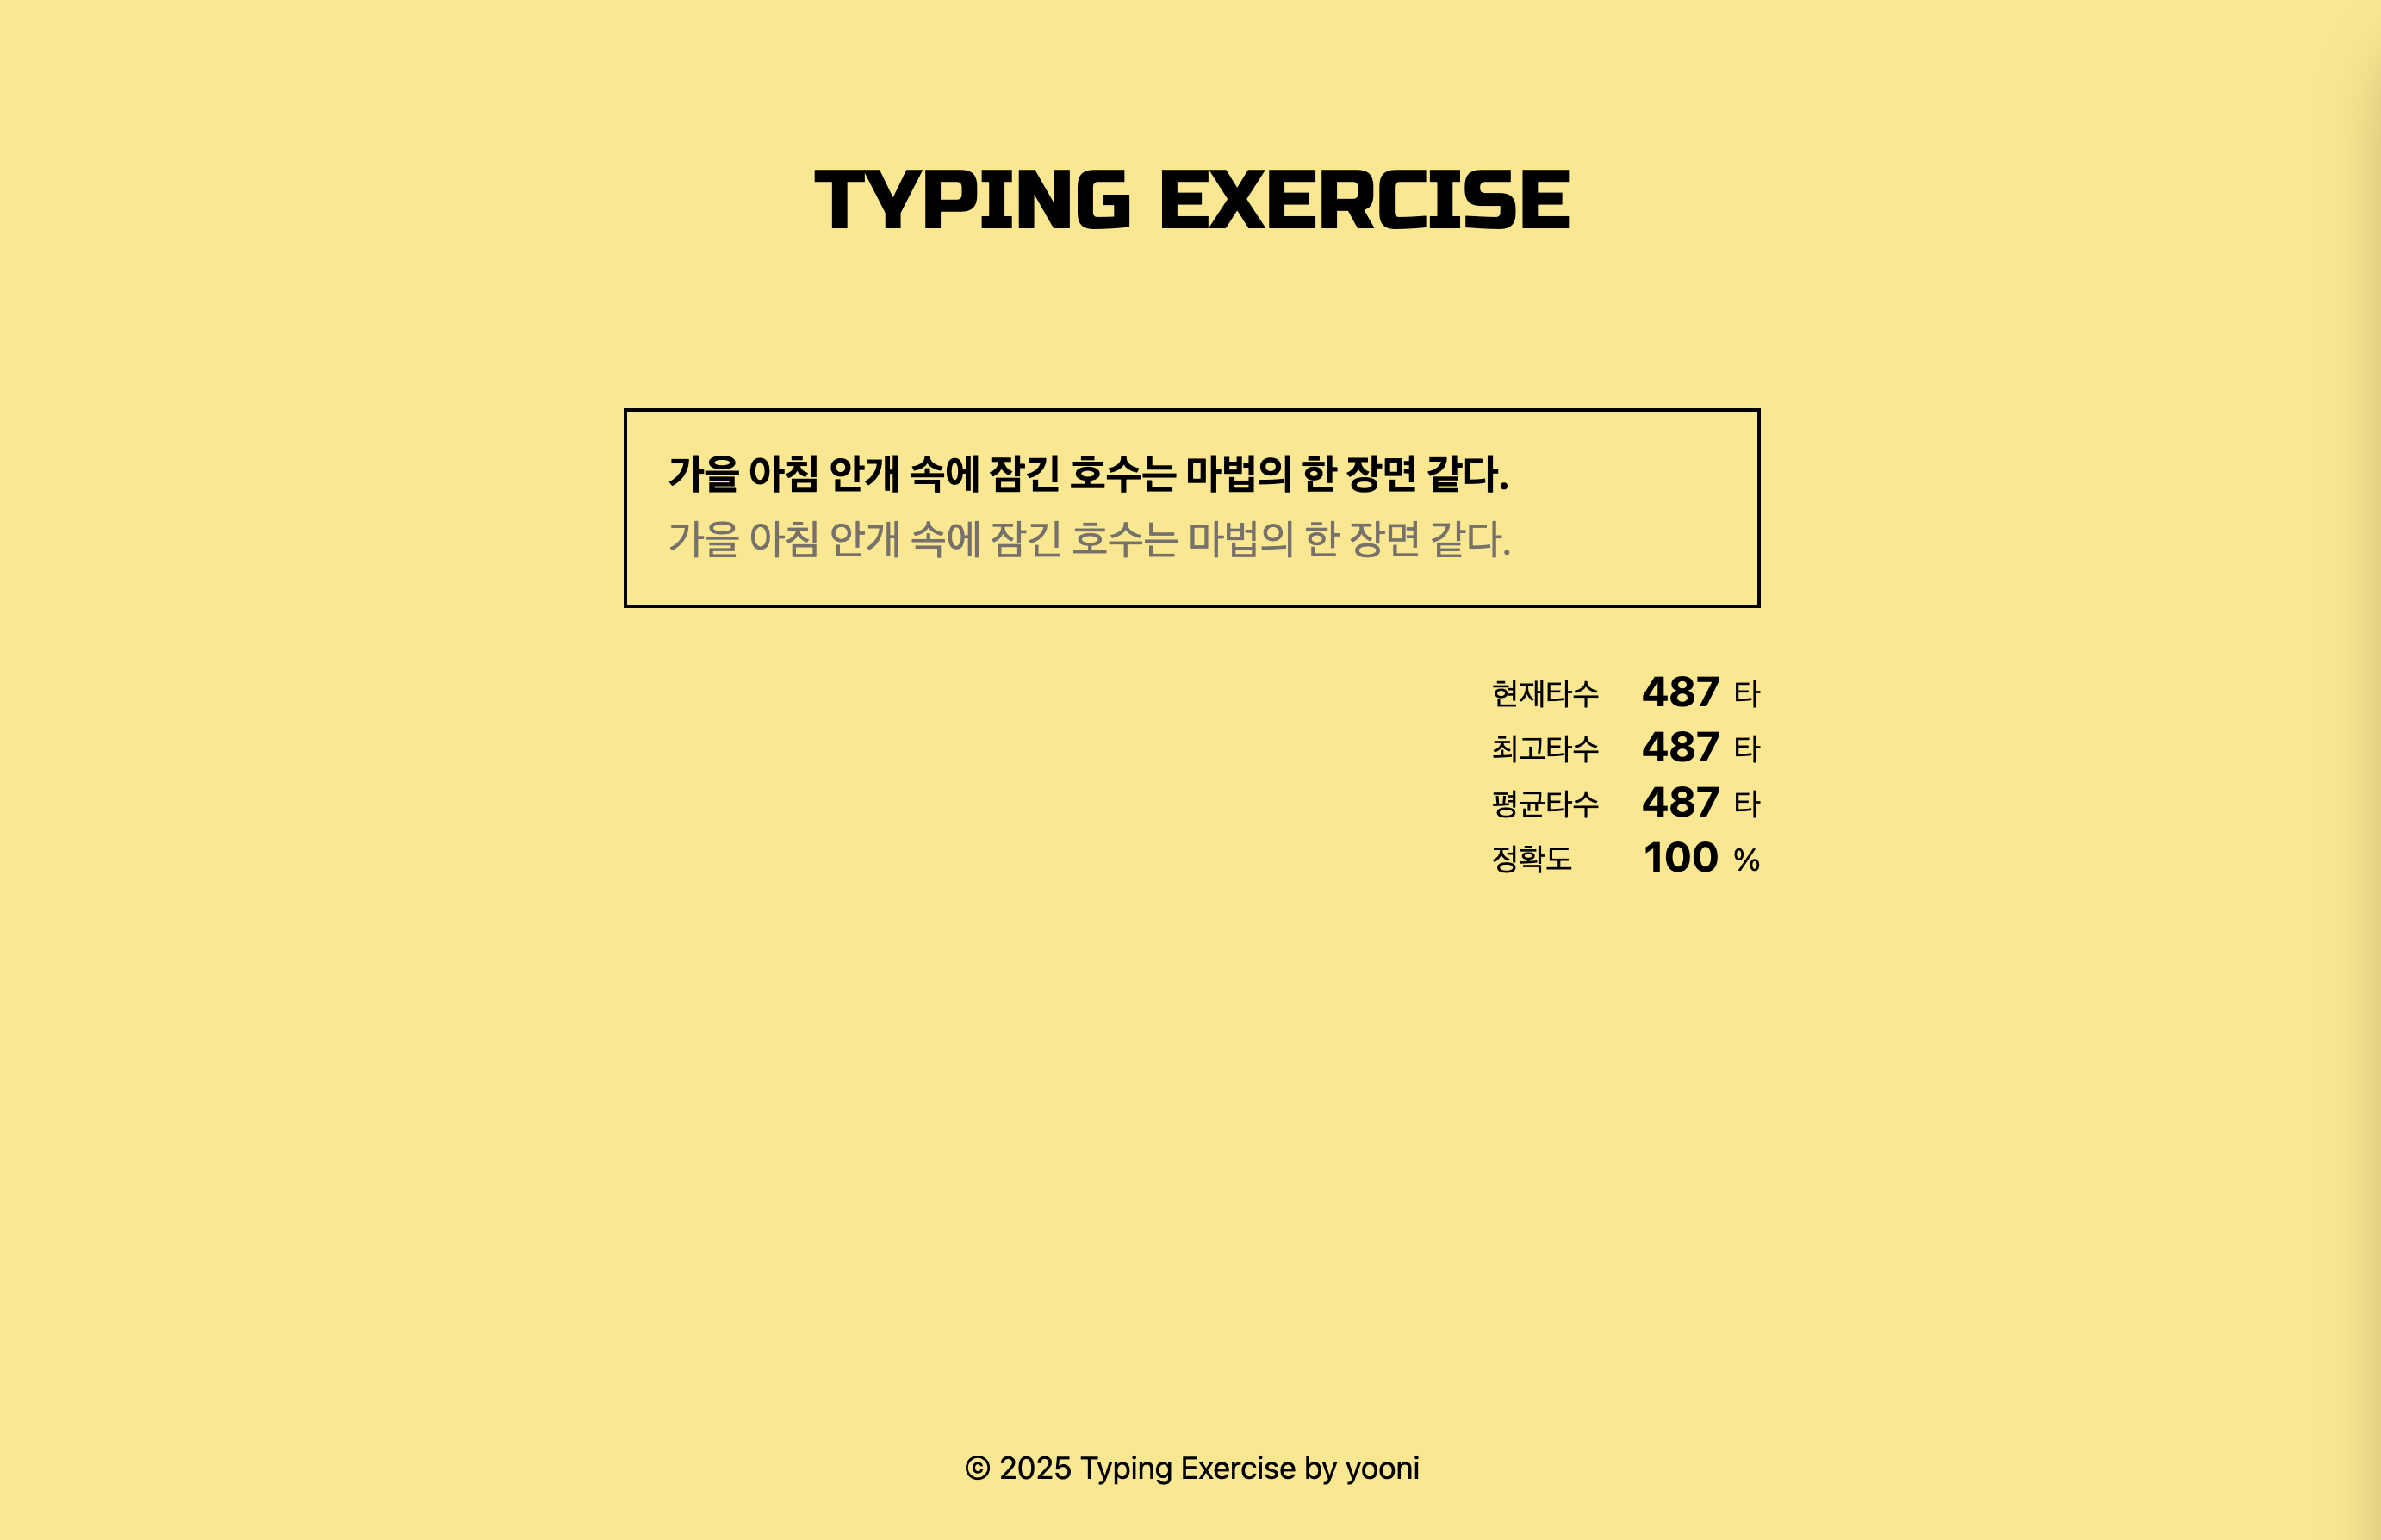 TYPING EXERCISE
가을 아침 안개 속에 잠긴 호수는 마법의 한 장면 같다.
가을 아침 안개 속에 잠긴 호수는 마법의 한 장면 같다.
현재타수 487 타
최고타수 487 타
평균타수 487 타
정확도 100 %
© 2025 Typing Exercise by yooni